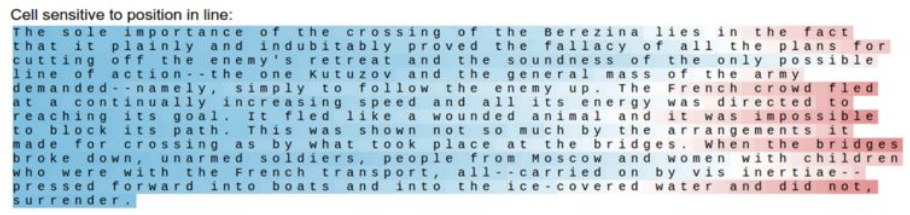 Cell sensitive to position in line:
The sole importance of the crossing of the Berezina lies in the fact
that it plainly and indubitably proved the fallacy of all the plans for
cutting off the enemy's retreat and the soundness of the only possible
line of action--the one Kutuzov and the general mass of the army
demanded--namely, simply to follow the enemy up. The French crowd fled
at a continually increasing speed and all its energy was directed to
reaching its goal. It fled like a wounded animal and it was impossible
to block its path. This was shown not so much by the arrangements it
made for crossing as by what took place at the bridges. When the bridges
broke down, unarmed soldiers, people from Moscow and women with children
who were with the French transport, all--carried on by vis inertiae--
pressed forward into boats and into the ice-covered water and did not,
surrender.